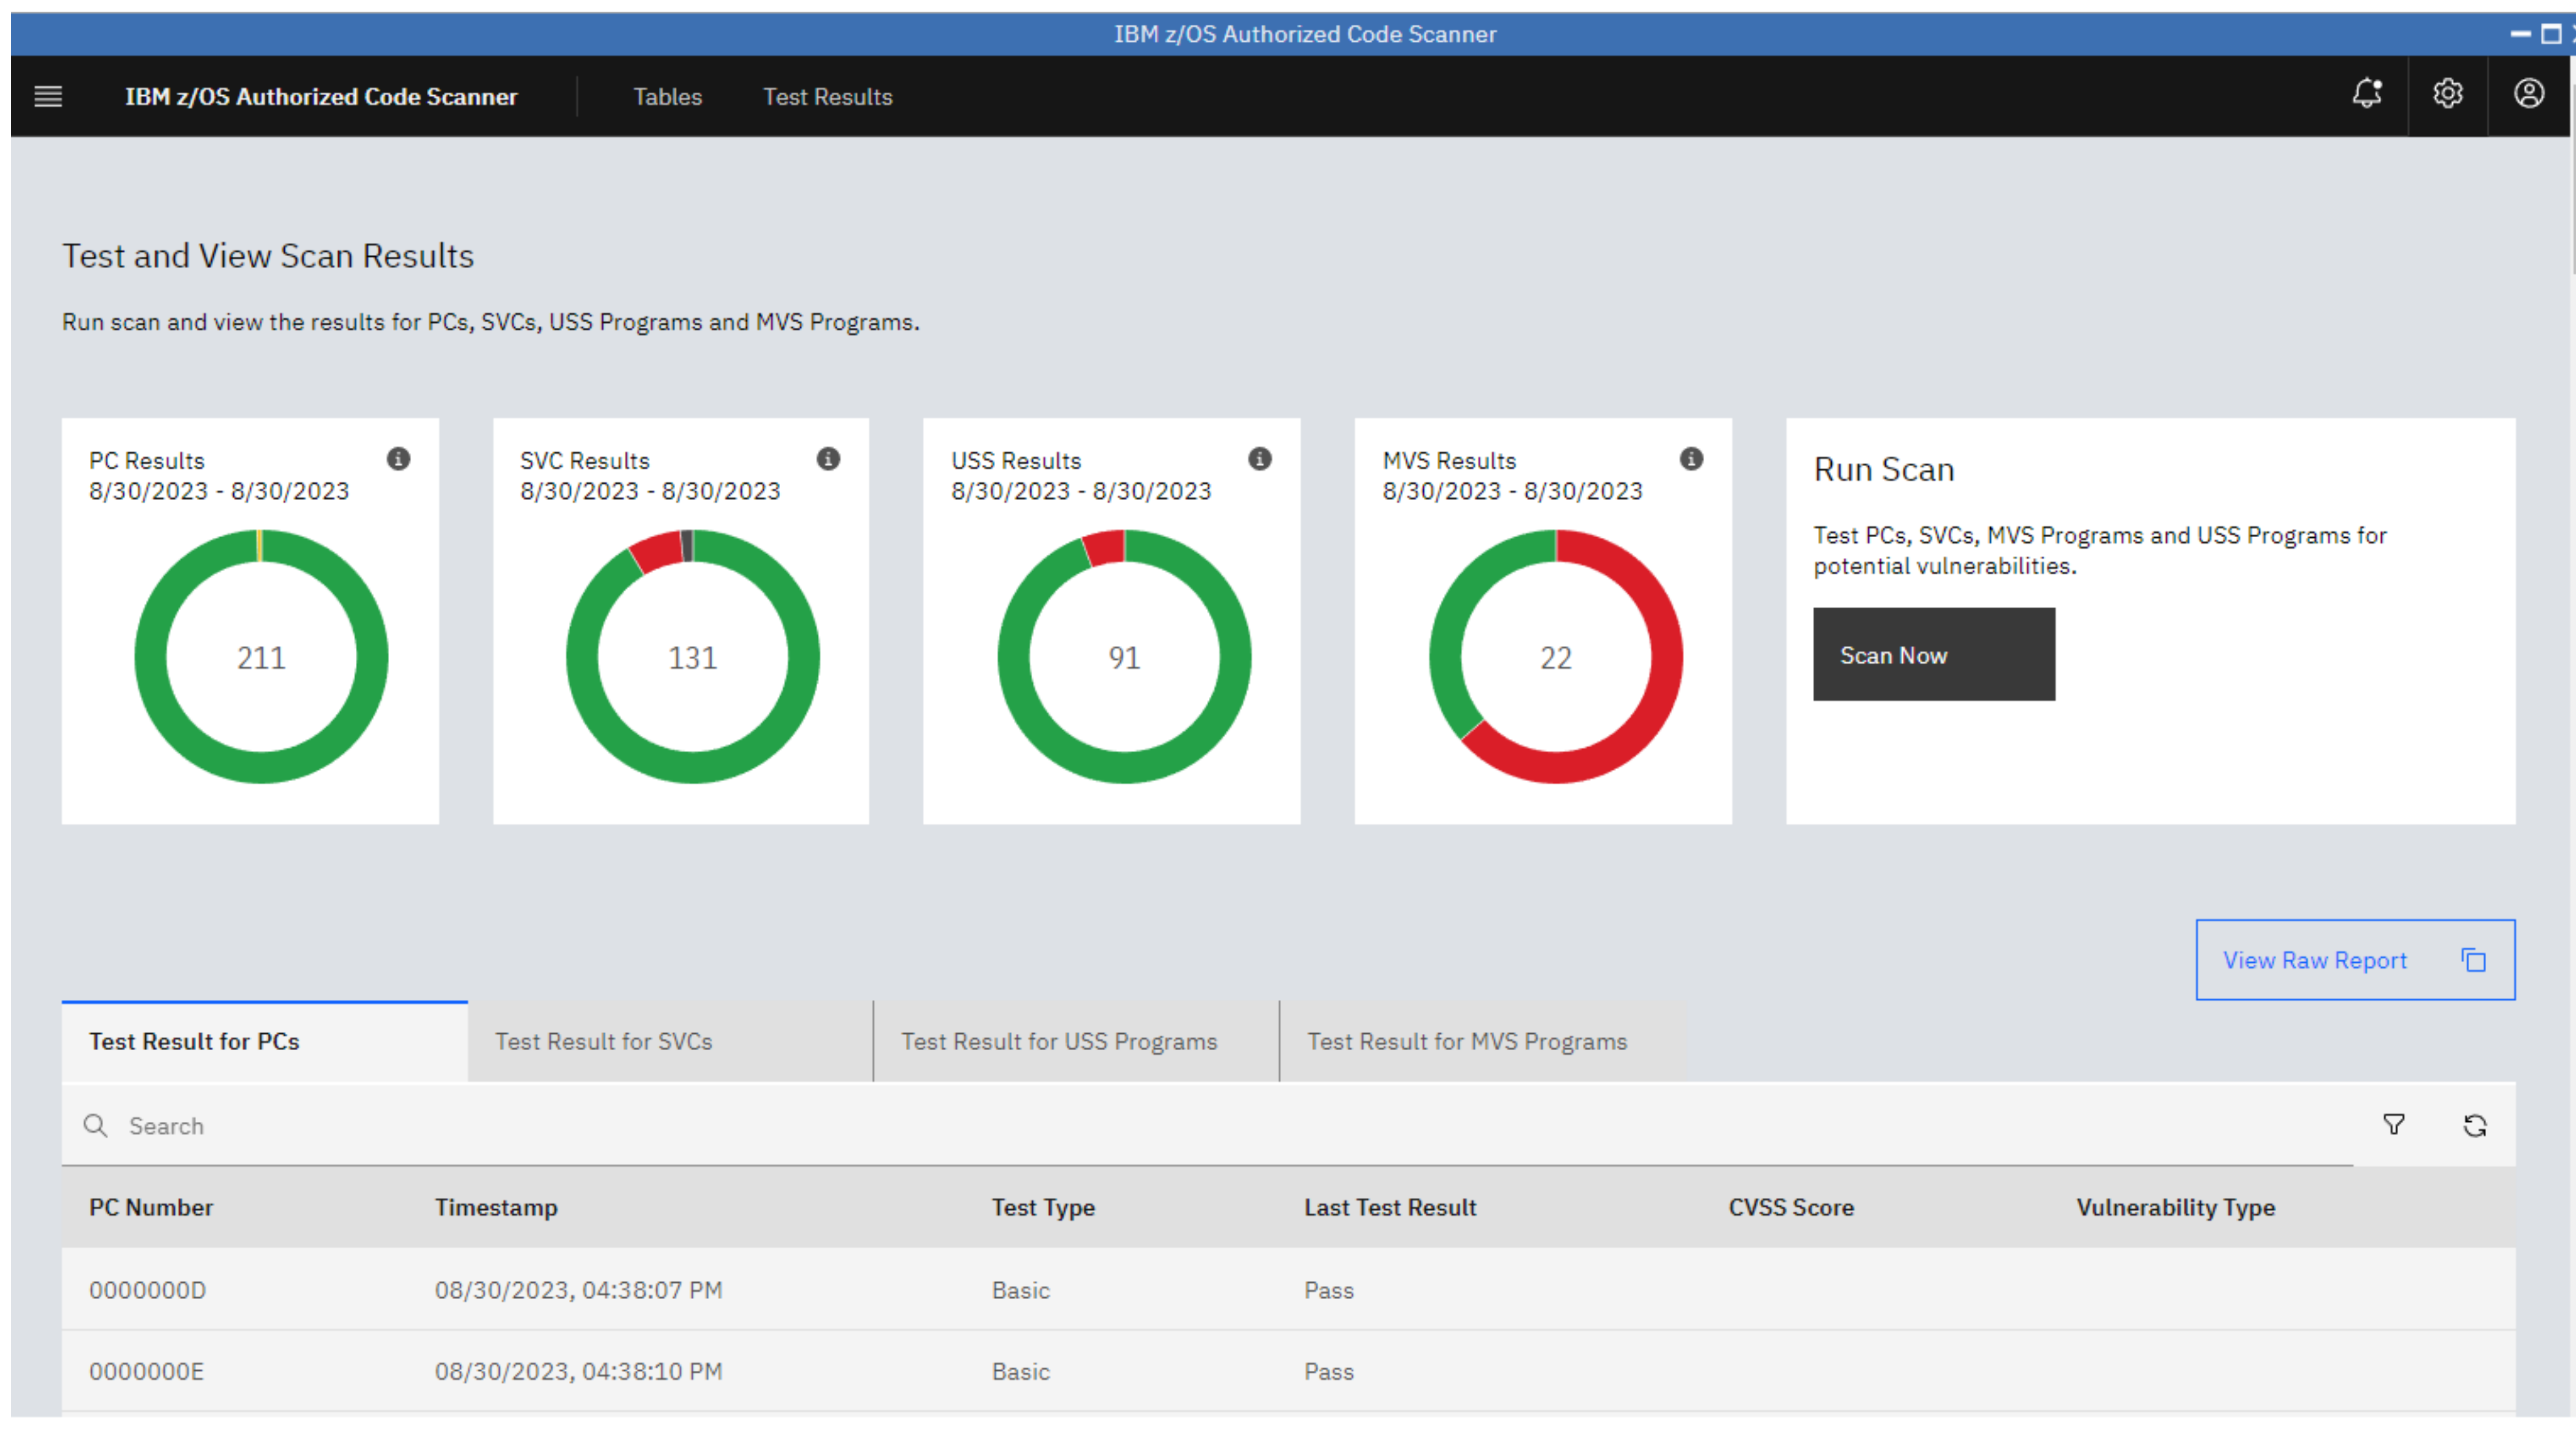 IBM z/OS Authorized Code Scanner
IBM z/OS Authorized Code Scanner
Tables
Test Results
Test and View Scan Results
Run scan and view the results for PCs, SVCs, USS Programs and MVS Programs.
PC Results
8/30/2023 - 8/30/2023
211
SVC Results
8/30/2023 - 8/30/2023
131
USS Results
8/30/2023 - 8/30/2023
91
MVS Results
8/30/2023 - 8/30/2023
22
Run Scan
Test PCs, SVCs, MVS Programs and USS Programs for
potential vulnerabilities.
Scan Now
View Raw Report
Test Result for PCs
Test Result for SVCs
Test Result for USS Programs
Test Result for MVS Programs
Search
PC Number Timestamp Test Type Last Test Result CVSS Score Vulnerability Type
0000000D 08/30/2023, 04:38:07 PM Basic Pass
0000000E 08/30/2023, 04:38:10 PM Basic Pass